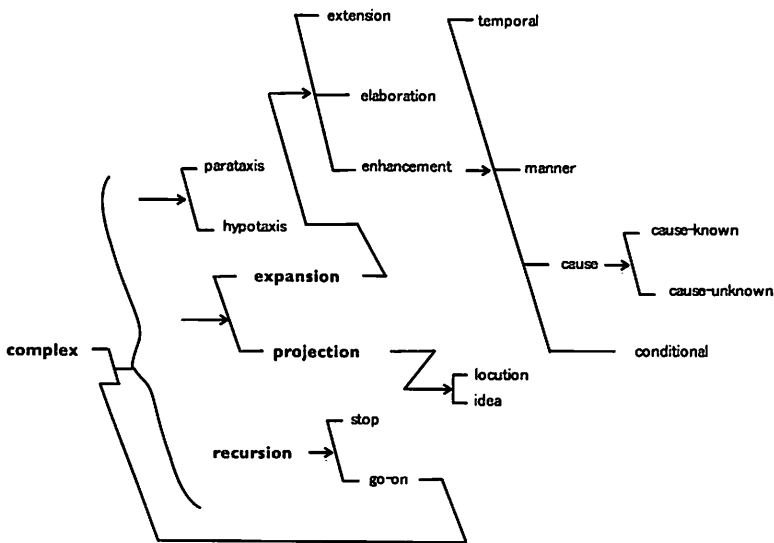 extension
temporal
elaboration
parataxis
enhancement
manner
hypotaxis
cause-known
cause
expansion
cause-unknown
complex
projection
conditional
locution
idea
stop
recursion
go-on